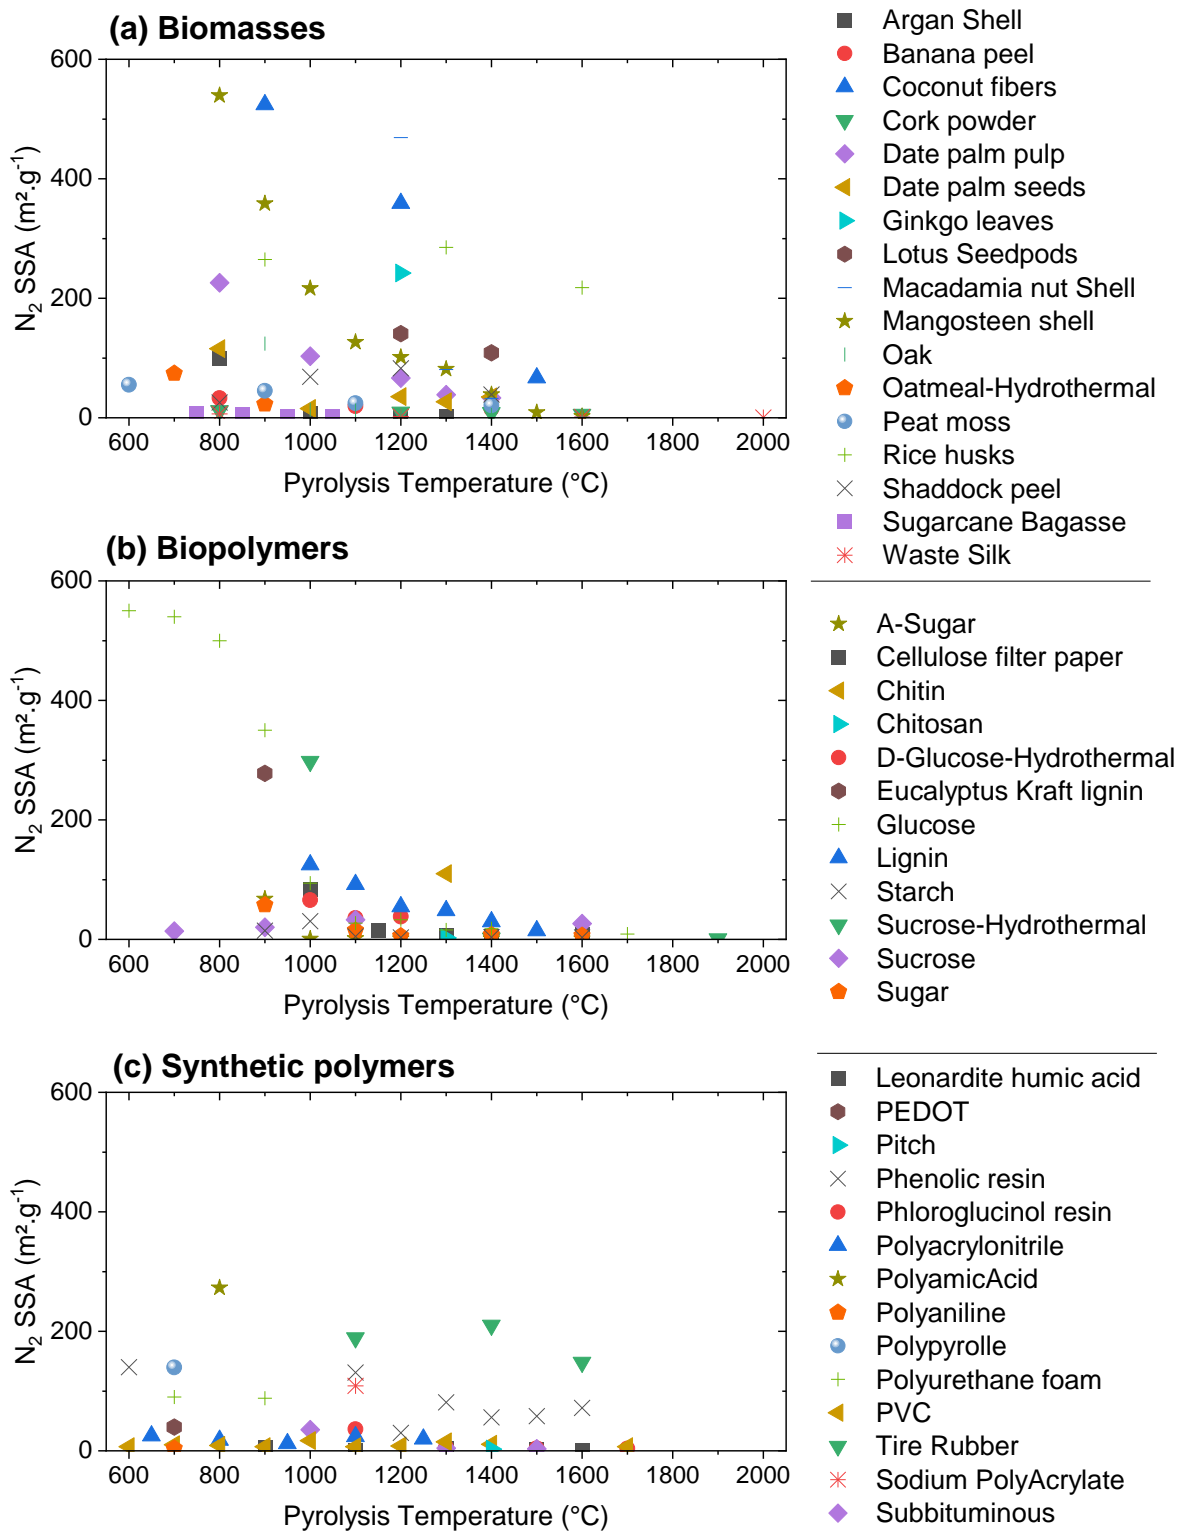 (a) Biomasses
600
400
200
0
N₂ SSA (m².g⁻¹)
600 800 1000 1200 1400 1600 1800 2000
Pyrolysis Temperature (°C)
Argan Shell
Banana peel
Coconut fibers
Cork powder
Date palm pulp
Date palm seeds
Ginkgo leaves
Lotus Seedpods
Macadamia nut Shell
Mangosteen shell
Oak
Oatmeal-Hydrothermal
Peat moss
Rice husks
Shaddock peel
Sugarcane Bagasse
Waste Silk
(b) Biopolymers
600
400
200
0
N₂ SSA (m².g⁻¹)
600 800 1000 1200 1400 1600 1800 2000
Pyrolysis Temperature (°C)
A-Sugar
Cellulose filter paper
Chitin
Chitosan
D-Glucose-Hydrothermal
Eucalyptus Kraft lignin
Glucose
Lignin
Starch
Sucrose-Hydrothermal
Sucrose
Sugar
(c) Synthetic polymers
600
400
200
0
N₂ SSA (m².g⁻¹)
600 800 1000 1200 1400 1600 1800 2000
Pyrolysis Temperature (°C)
Leonardite humic acid
PEDOT
Pitch
Phenolic resin
Phloroglucinol resin
Polyacrylonitrile
PolyamicAcid
Polyaniline
Polypyrolle
Polyurethane foam
PVC
Tire Rubber
Sodium PolyAcrylate
Subbituminous